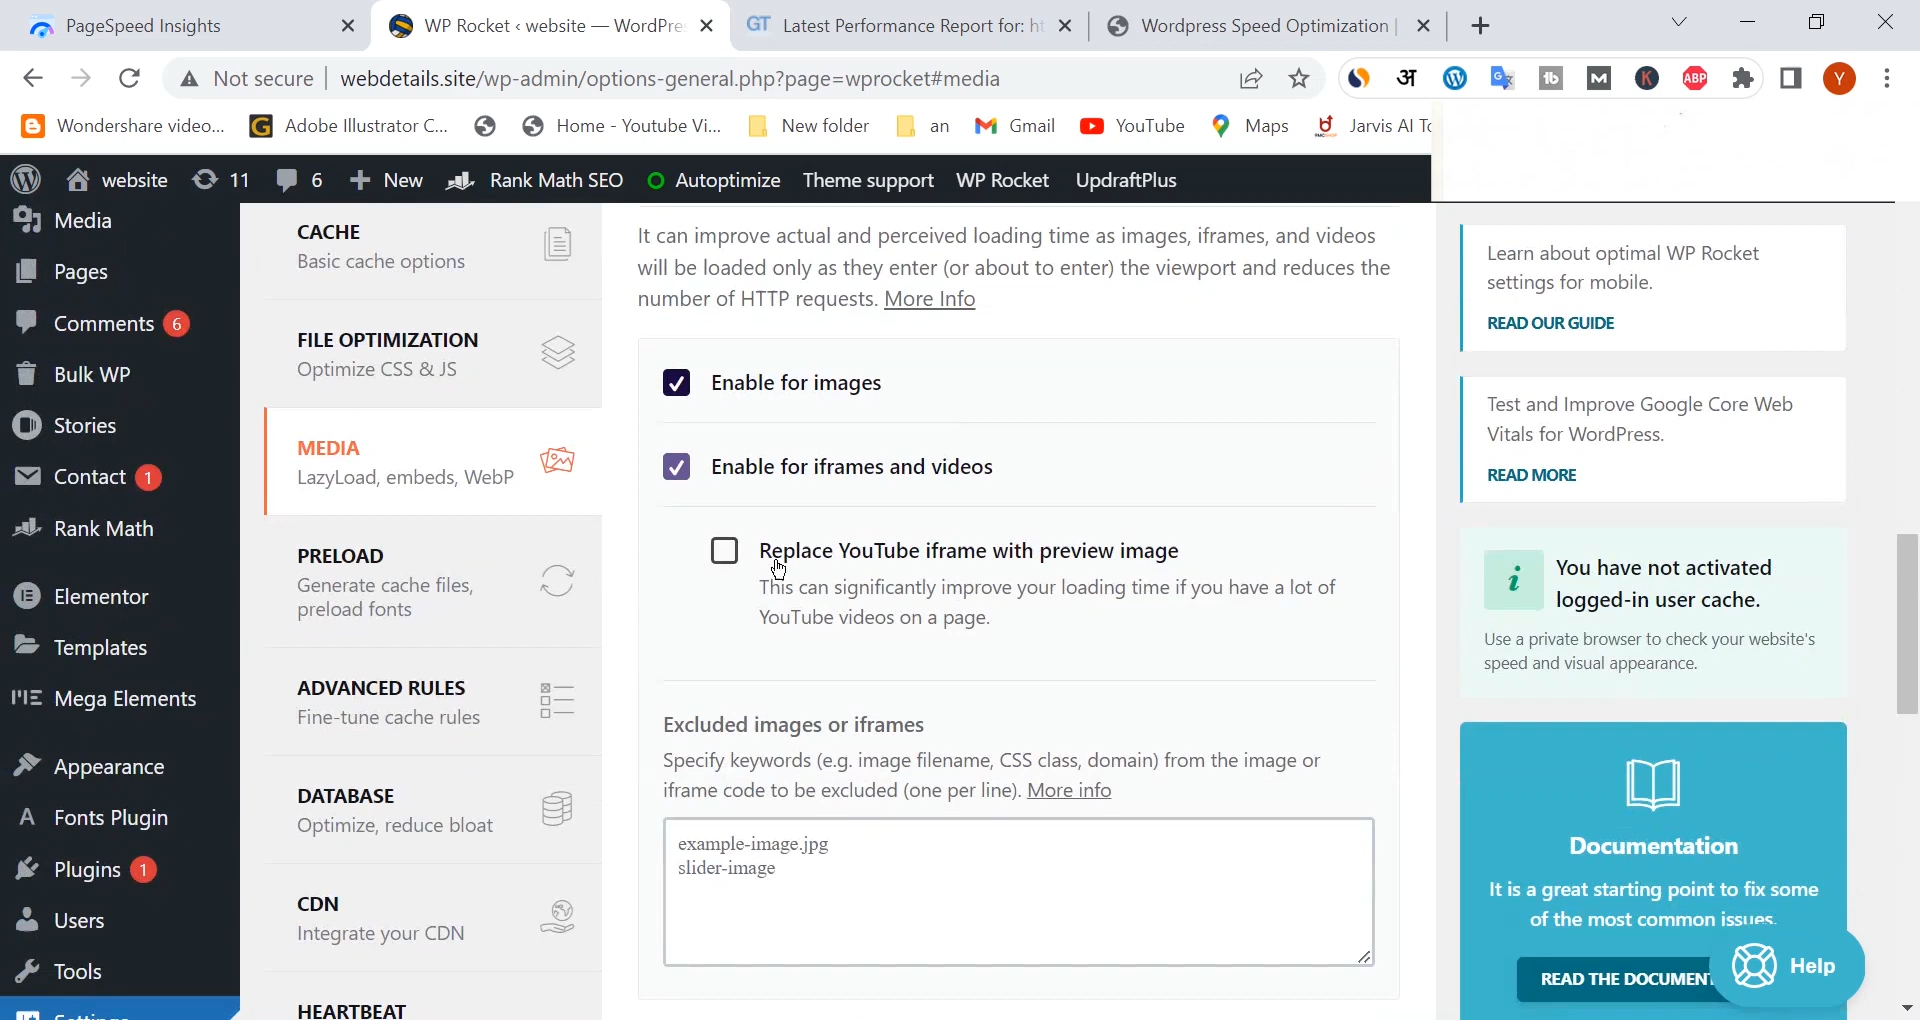 PageSpeed Insights
WP Rocket ‹ website — WordPre
GT Latest Performance Report for: ht
Wordpress Speed Optimization |
Not secure
webdetails.site/wp-admin/options-general.php?page=wprocket#media
अ
tb
M
K
ABP
Y
Wondershare video...
Adobe Illustrator C...
Home - Youtube Vi...
New folder
an
Gmail
YouTube
Maps
Jarvis AI To
website
11
6
New
Rank Math SEO
Autoptimize
Theme support
WP Rocket
UpdraftPlus
Media
Pages
Comments 6
Bulk WP
Stories
Contact 1
Rank Math
Elementor
Templates
Mega Elements
Appearance
Fonts Plugin
Plugins 1
Users
Tools
Settings
CACHE
Basic cache options
FILE OPTIMIZATION
Optimize CSS & JS
MEDIA
LazyLoad, embeds, WebP
PRELOAD
Generate cache files,
preload fonts
ADVANCED RULES
Fine-tune cache rules
DATABASE
Optimize, reduce bloat
CDN
Integrate your CDN
HEARTBEAT
It can improve actual and perceived loading time as images, iframes, and videos
will be loaded only as they enter (or about to enter) the viewport and reduces the
number of HTTP requests. More Info
Enable for images
Enable for iframes and videos
Replace YouTube iframe with preview image
This can significantly improve your loading time if you have a lot of
YouTube videos on a page.
Excluded images or iframes
Specify keywords (e.g. image filename, CSS class, domain) from the image or
iframe code to be excluded (one per line). More info
example-image.jpg
slider-image
Learn about optimal WP Rocket
settings for mobile.
READ OUR GUIDE
Test and Improve Google Core Web
Vitals for WordPress.
READ MORE
You have not activated
logged-in user cache.
Use a private browser to check your website's
speed and visual appearance.
Documentation
It is a great starting point to fix some
of the most common issues.
READ THE DOCUMENT
Help